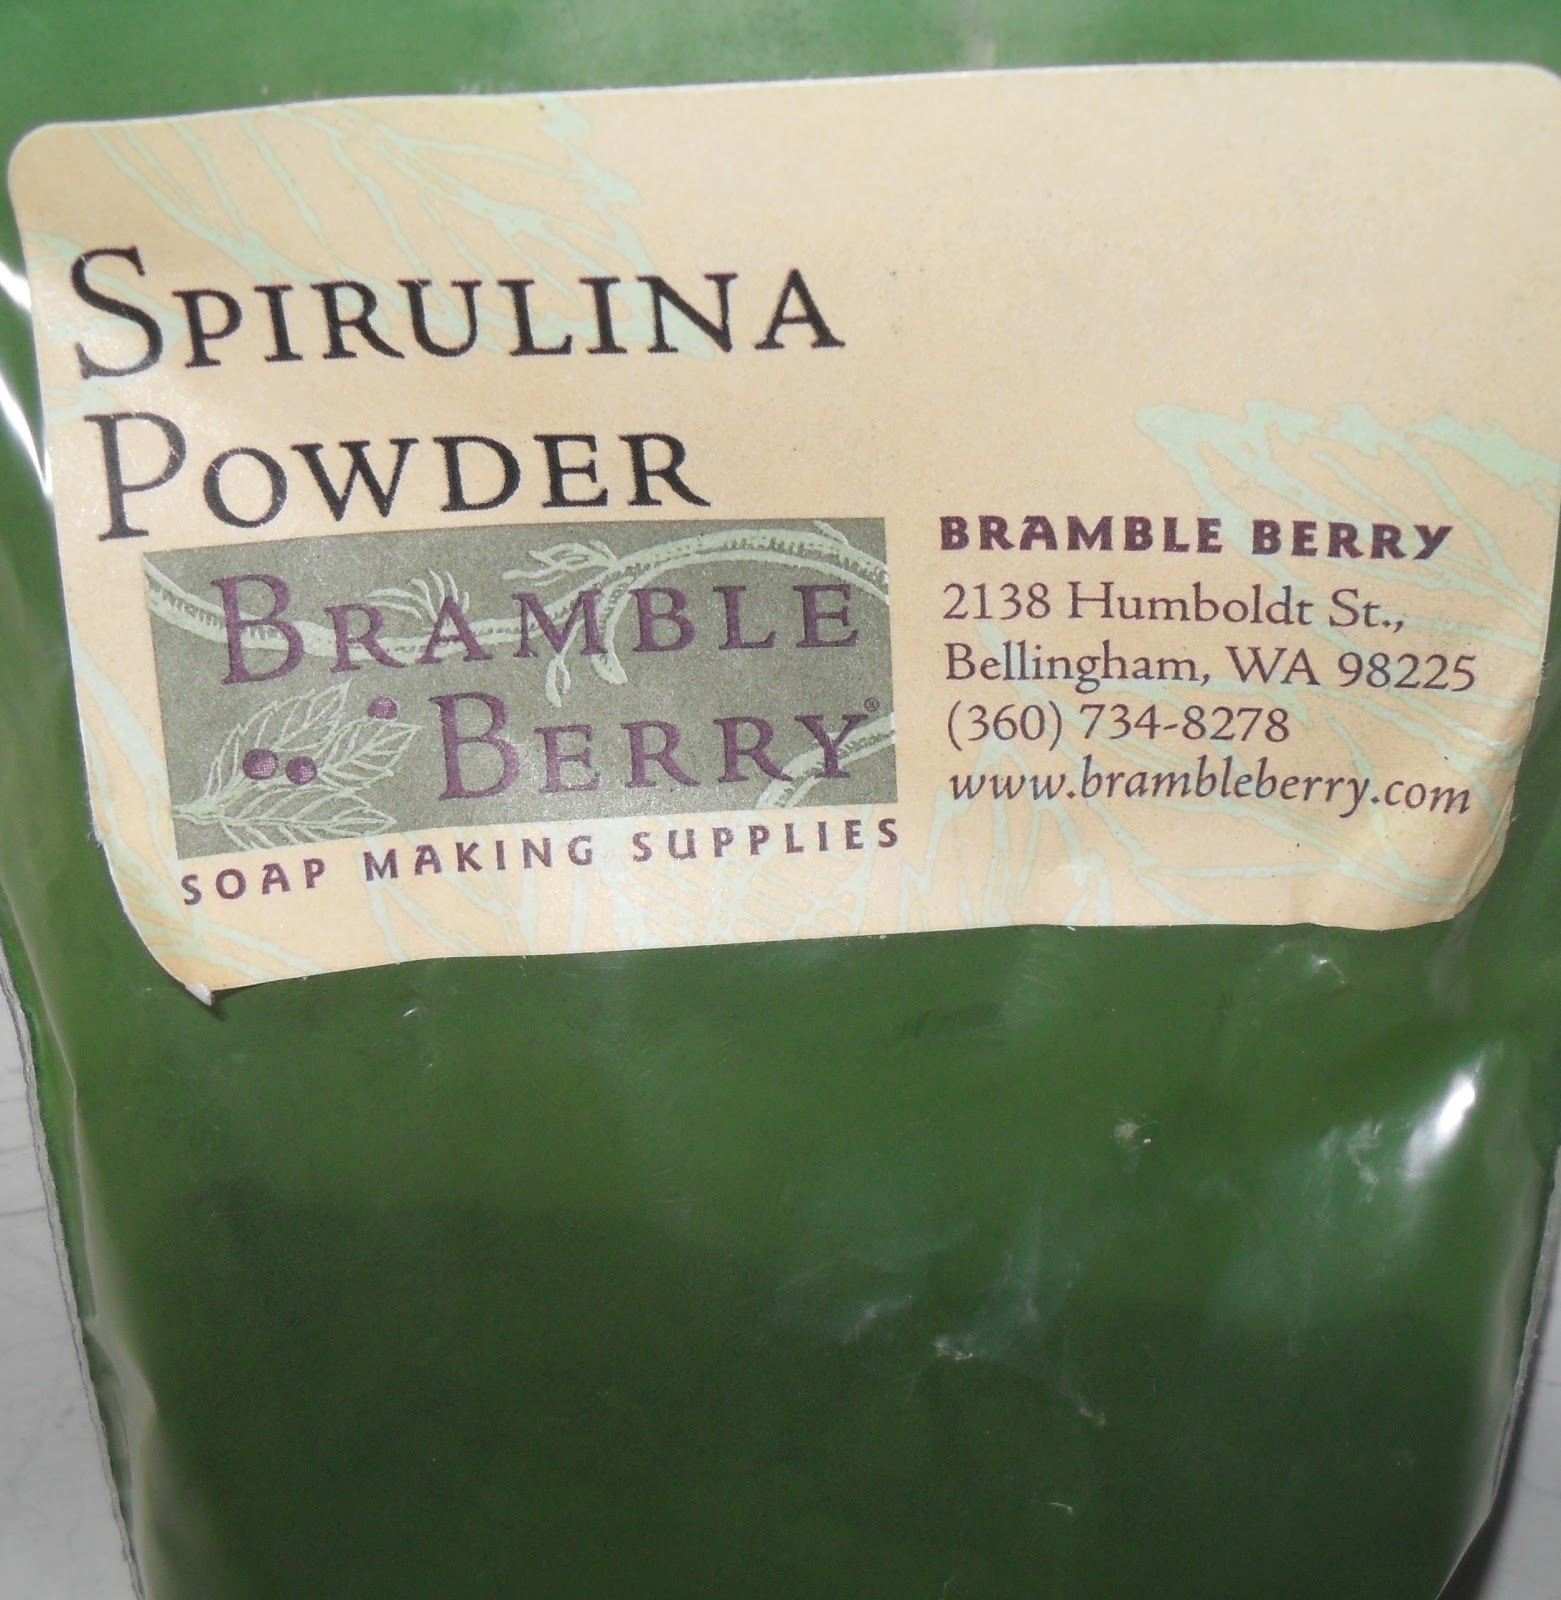 SPIRULINA
POWDER
BRAMBLE
BERRY®
SOAP MAKING SUPPLIES
BRAMBLE BERRY
2138 Humboldt St.,
Bellingham, WA 98225
(360) 734-8278
www.brambleberry.com